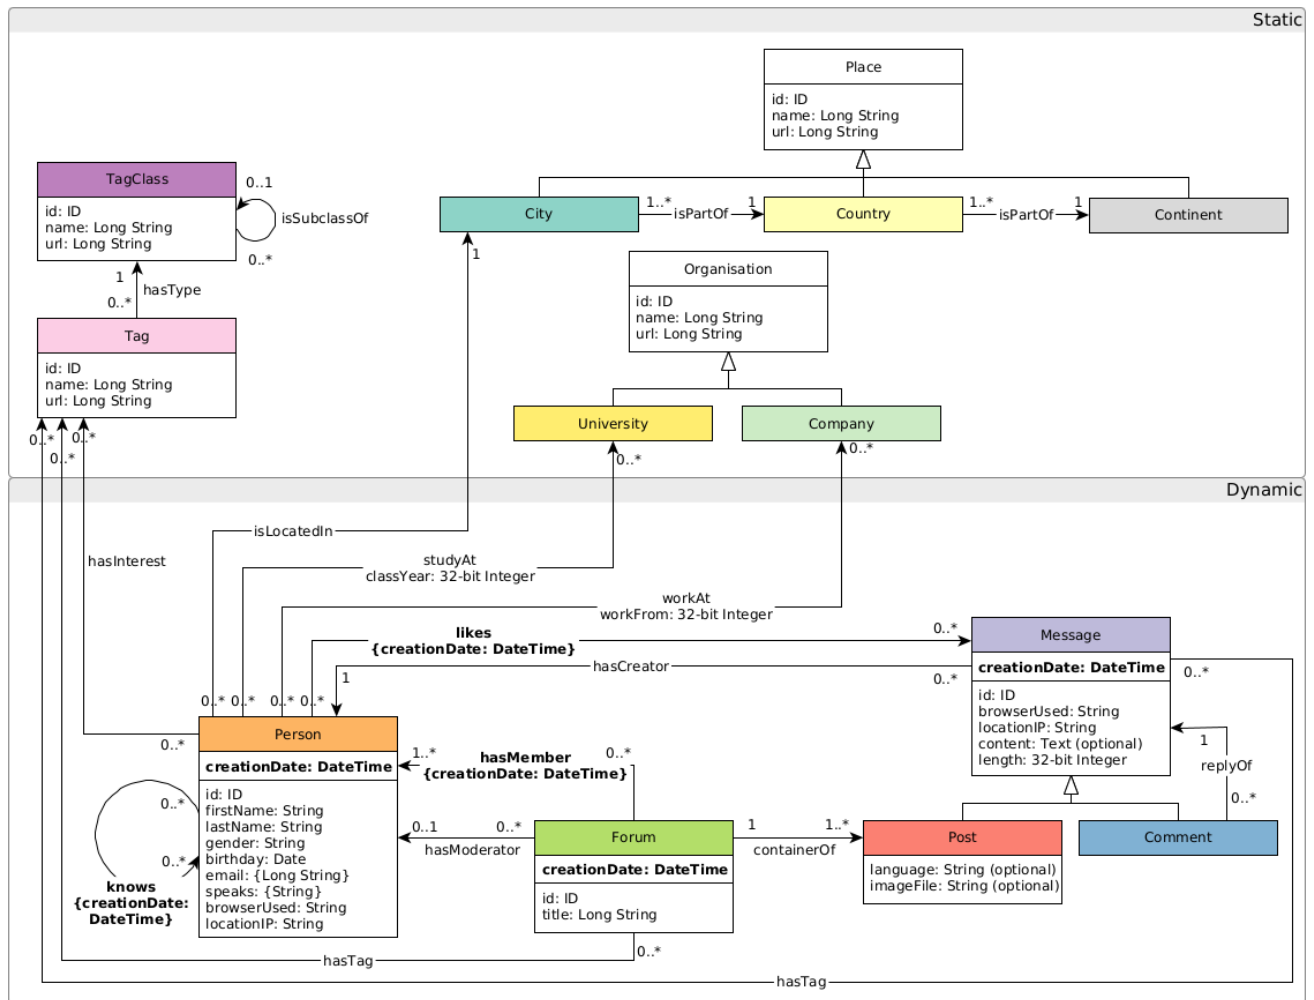 Static
Place
id: ID
name: Long String
url: Long String
TagClass
id: ID
name: Long String
url: Long String
0..1
isSubclassOf
0..*
City
1..*
isPartOf
1
Country
1..*
isPartOf
1
Continent
1
Organisation
id: ID
name: Long String
url: Long String
1
hasType
0..*
Tag
id: ID
name: Long String
url: Long String
University
Company
0..*
0..*
0..*
0..*
0..*
Dynamic
isLocatedIn
hasInterest
studyAt
classYear: 32-bit Integer
workAt
workFrom: 32-bit Integer
likes
{creationDate: DateTime}
0..*
Message
creationDate: DateTime
id: ID
browserUsed: String
locationIP: String
content: Text (optional)
length: 32-bit Integer
hasCreator
1
0..*
0..*
0..*
0..*
0..*
0..*
Person
creationDate: DateTime
id: ID
firstName: String
lastName: String
gender: String
birthday: Date
email: {Long String}
speaks: {String}
browserUsed: String
locationIP: String
0..*
0..*
0..*
knows
{creationDate:
DateTime}
1..*
hasMember
{creationDate: DateTime}
0..*
1
replyOf
0..*
0..1
hasModerator
0..*
Forum
creationDate: DateTime
id: ID
title: Long String
1
containerOf
1..*
Post
language: String (optional)
imageFile: String (optional)
Comment
0..*
hasTag
hasTag